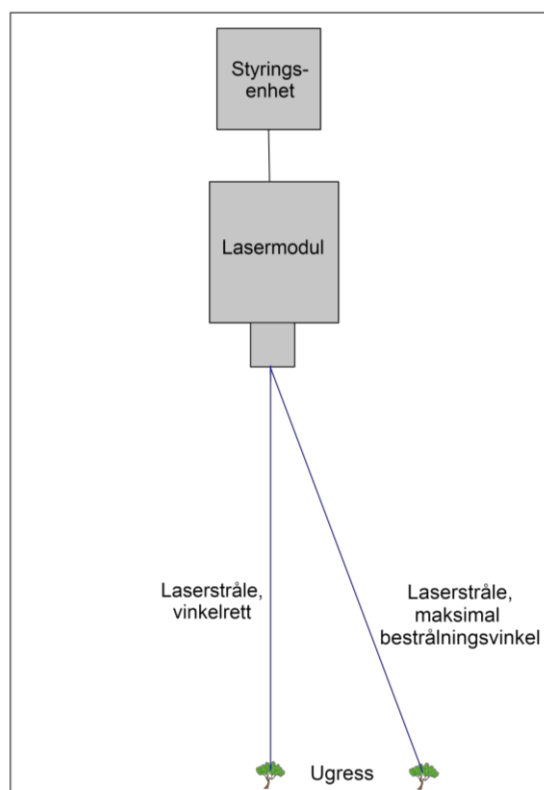 Styrings-
enhet
Lasermodul
Laserstråle,
vinkelrett
Laserstråle,
maksimal
bestrålningsvinkel
Ugress